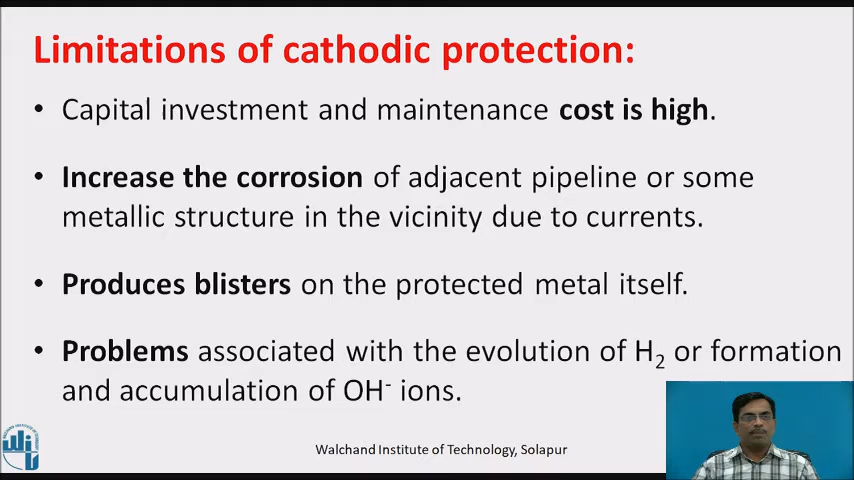 Limitations of cathodic protection:
• Capital investment and maintenance cost is high.
• Increase the corrosion of adjacent pipeline or some
metallic structure in the vicinity due to currents.
• Produces blisters on the protected metal itself.
• Problems associated with the evolution of H₂ or formation
and accumulation of OH⁻ ions.
Walchand Institute of Technology, Solapur